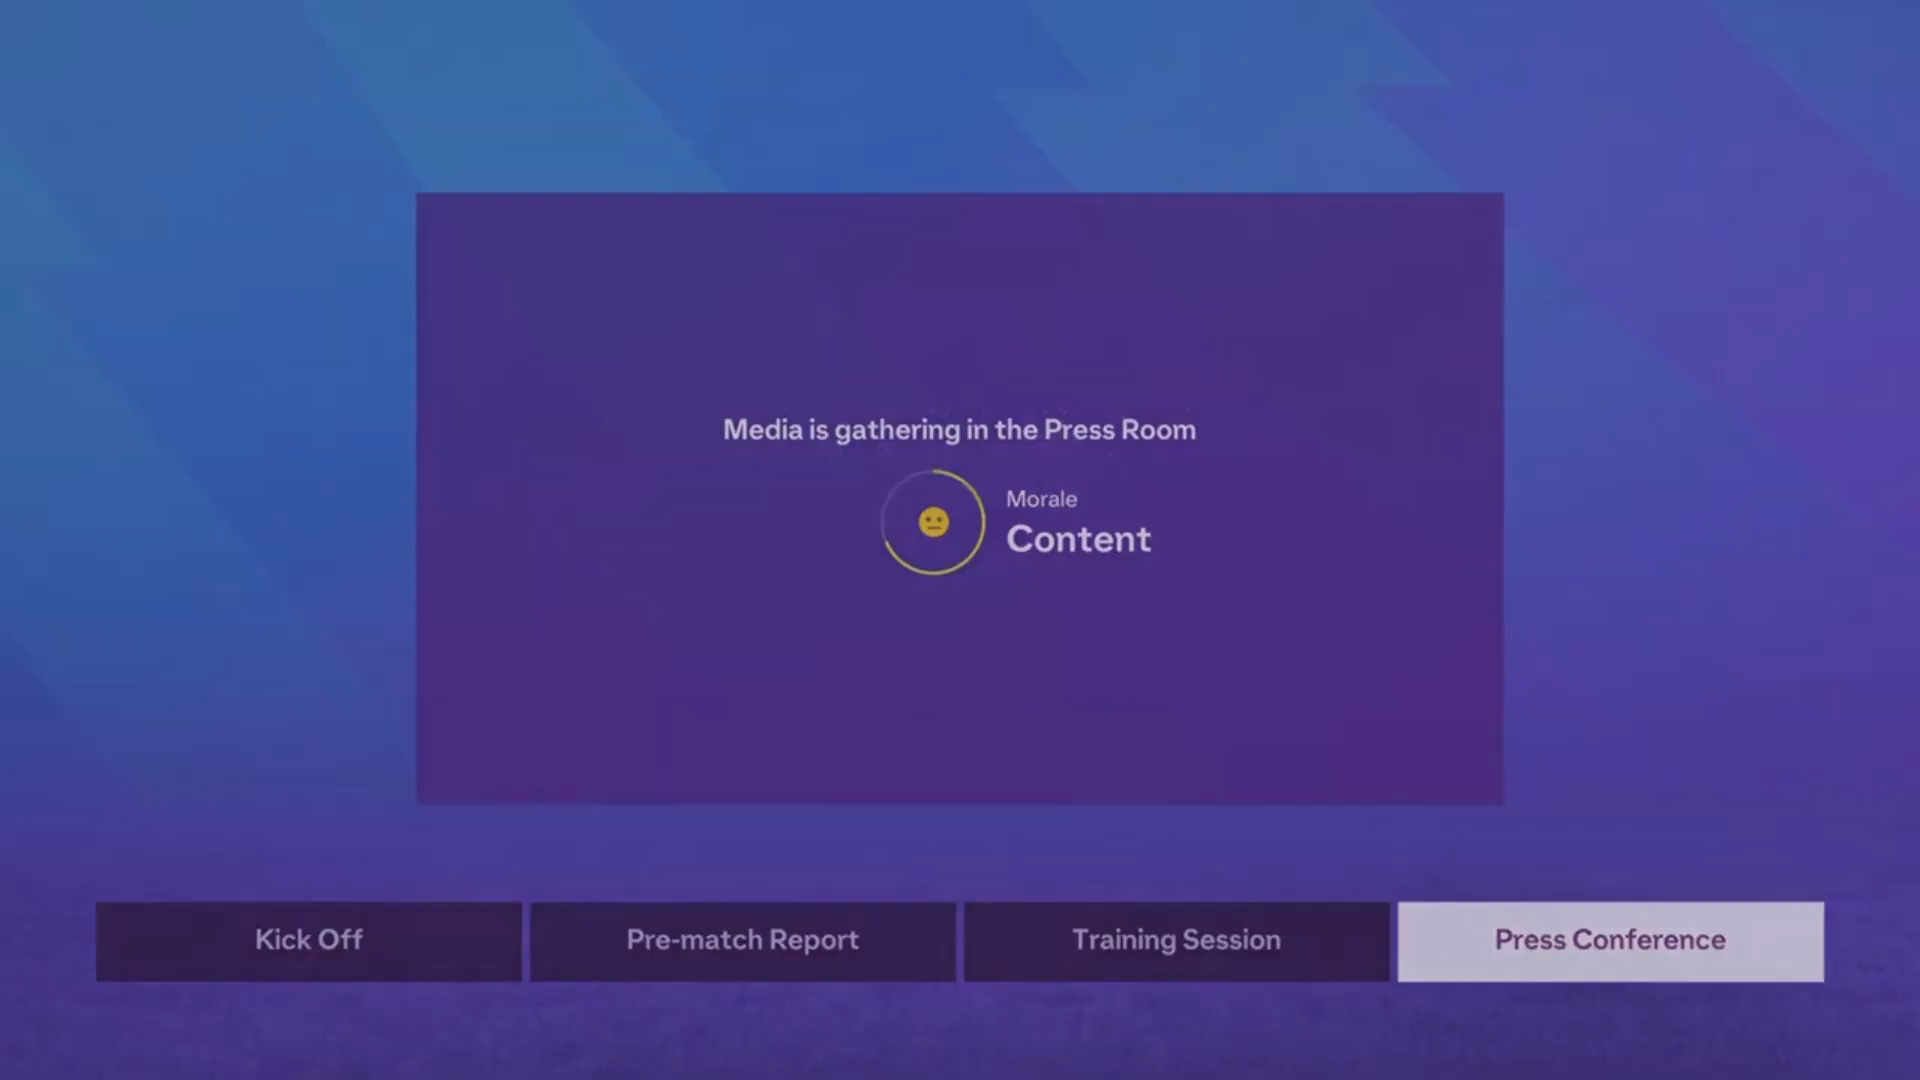 Media is gathering in the Press Room
Morale
Content
Kick Off
Pre-match Report
Training Session
Press Conference